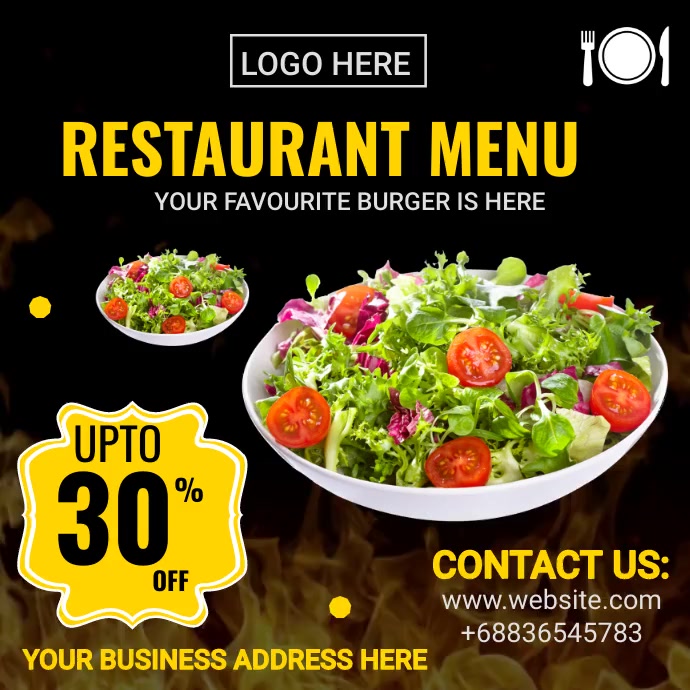 LOGO HERE
RESTAURANT MENU
YOUR FAVOURITE BURGER IS HERE
UPTO
30%
OFF
CONTACT US:
www.website.com
+68836545783
YOUR BUSINESS ADDRESS HERE